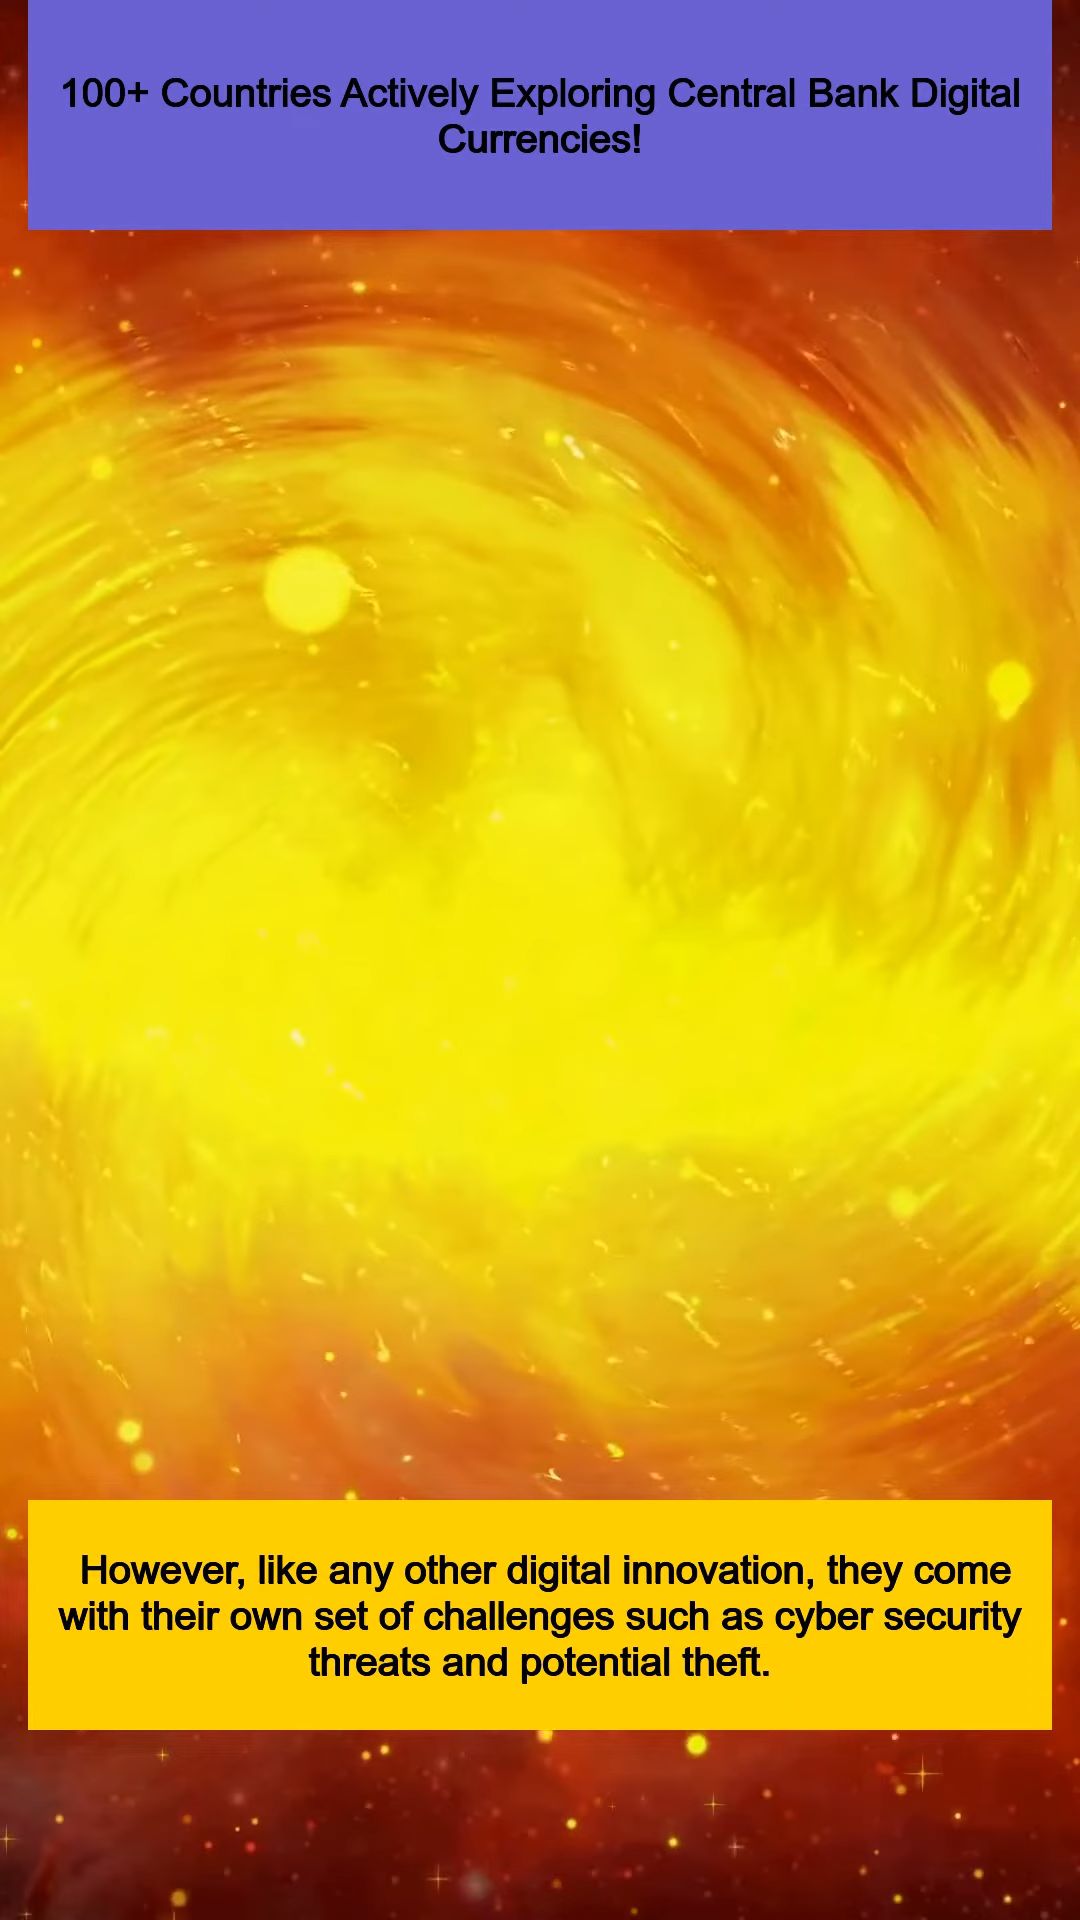 100+ Countries Actively Exploring Central Bank Digital
Currencies!
However, like any other digital innovation, they come
with their own set of challenges such as cyber security
threats and potential theft.